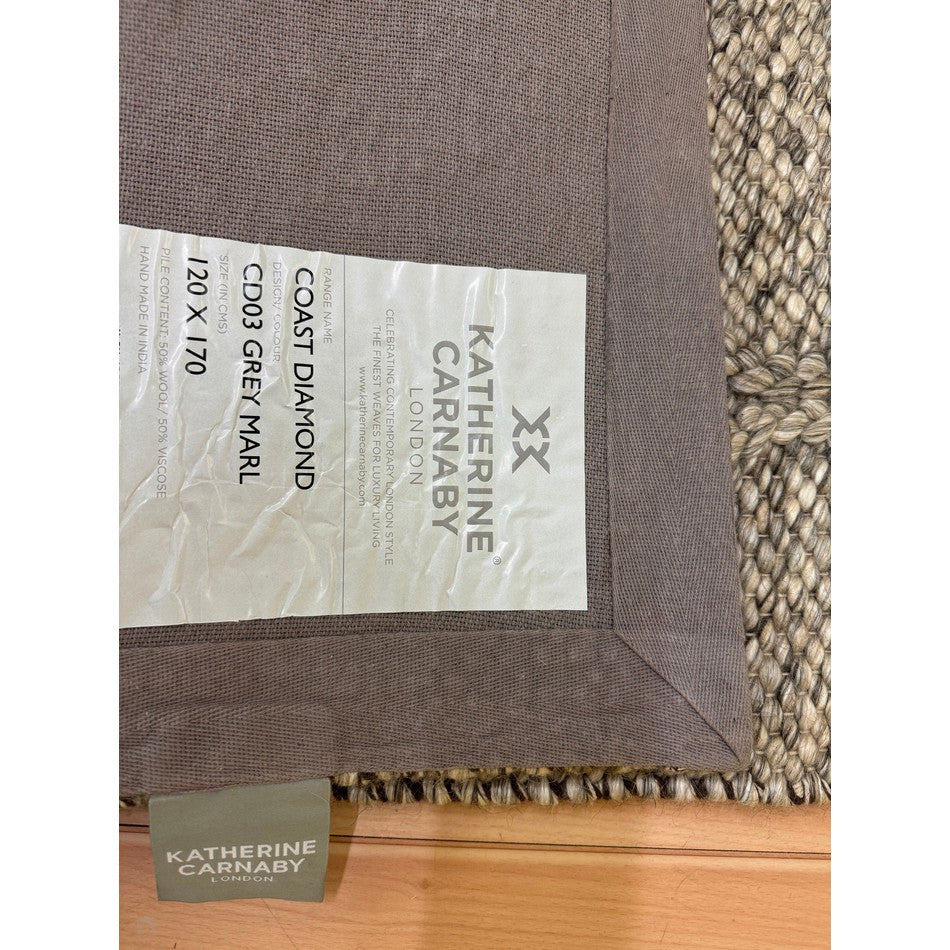 KATHERINE
CARNABY®
LONDON
CELEBRATING CONTEMPORARY LONDON STYLE
THE FINEST WEAVES FOR LUXURY LIVING
www.katherinecarnaby.com
RANGE NAME
COAST DIAMOND
DESIGN/ COLOUR
CD03 GREY MARL
SIZE (IN CMS)
120 X 170
PILE CONTENT: 50% WOOL/ 50% VISCOSE
HAND MADE IN INDIA
KATHERINE
CARNABY
LONDON